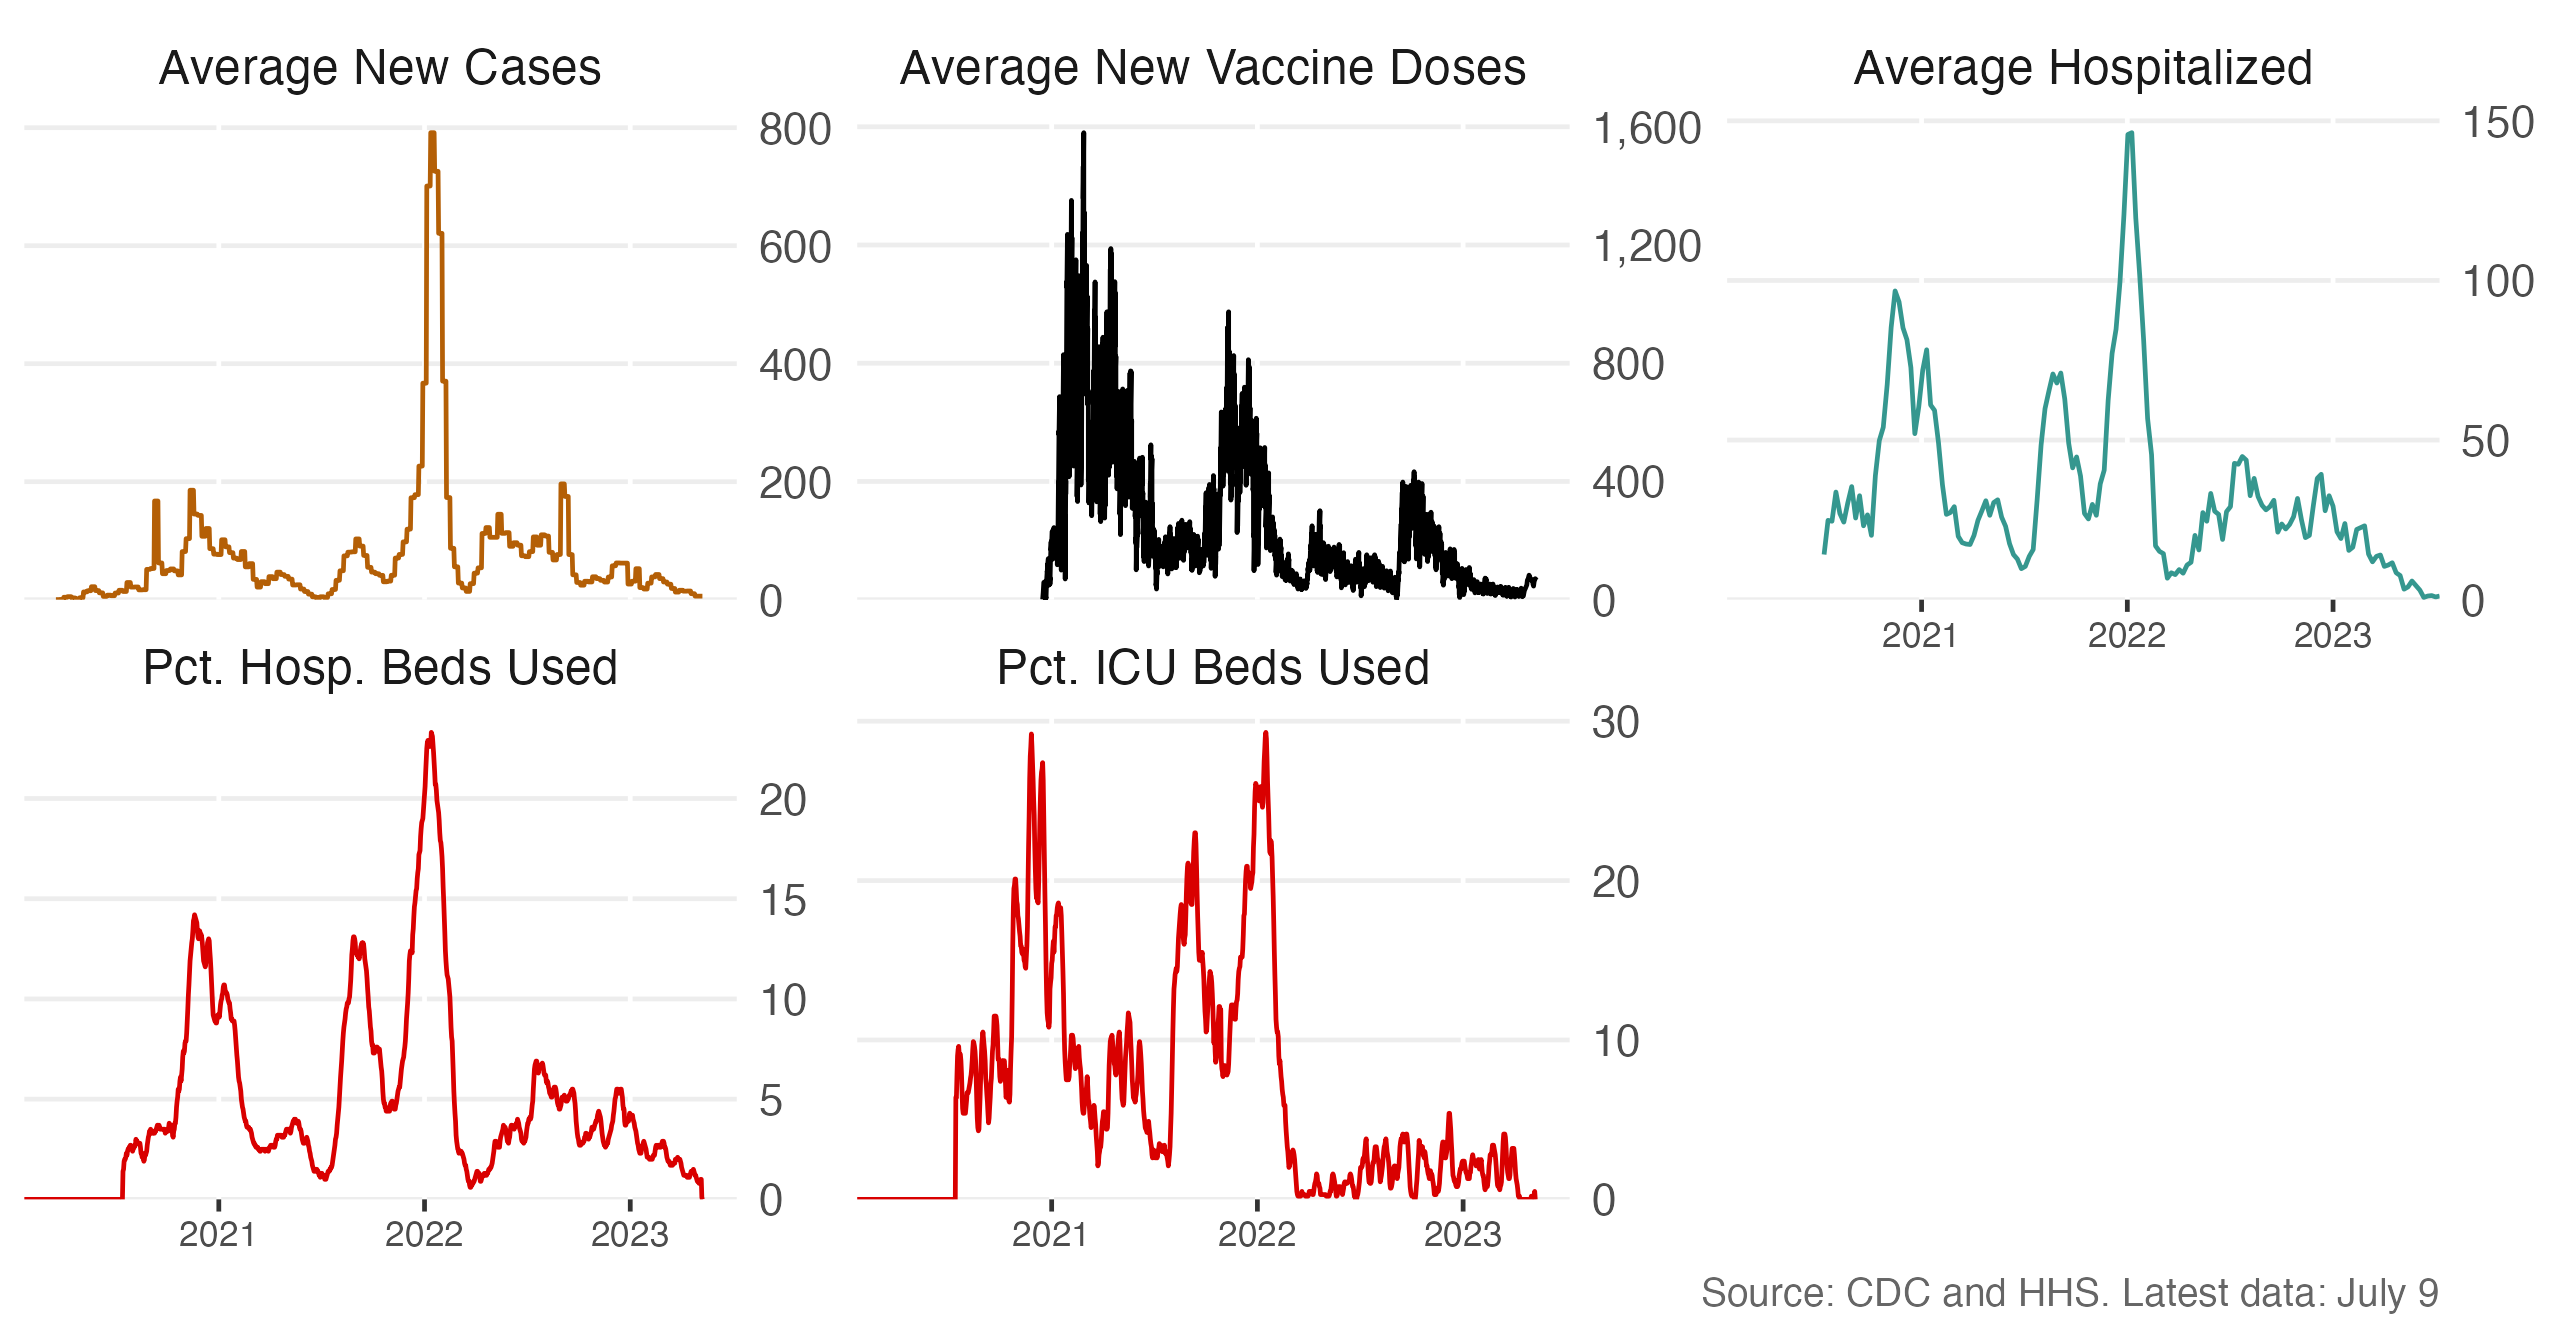 Average New Cases
800
600
400
200
0
Average New Vaccine Doses
1,600
1,200
800
400
0
Average Hospitalized
150
100
50
0
2021 2022 2023
Pct. Hosp. Beds Used
20
15
10
5
0
2021 2022 2023
Pct. ICU Beds Used
30
20
10
0
2021 2022 2023
Source: CDC and HHS. Latest data: July 9